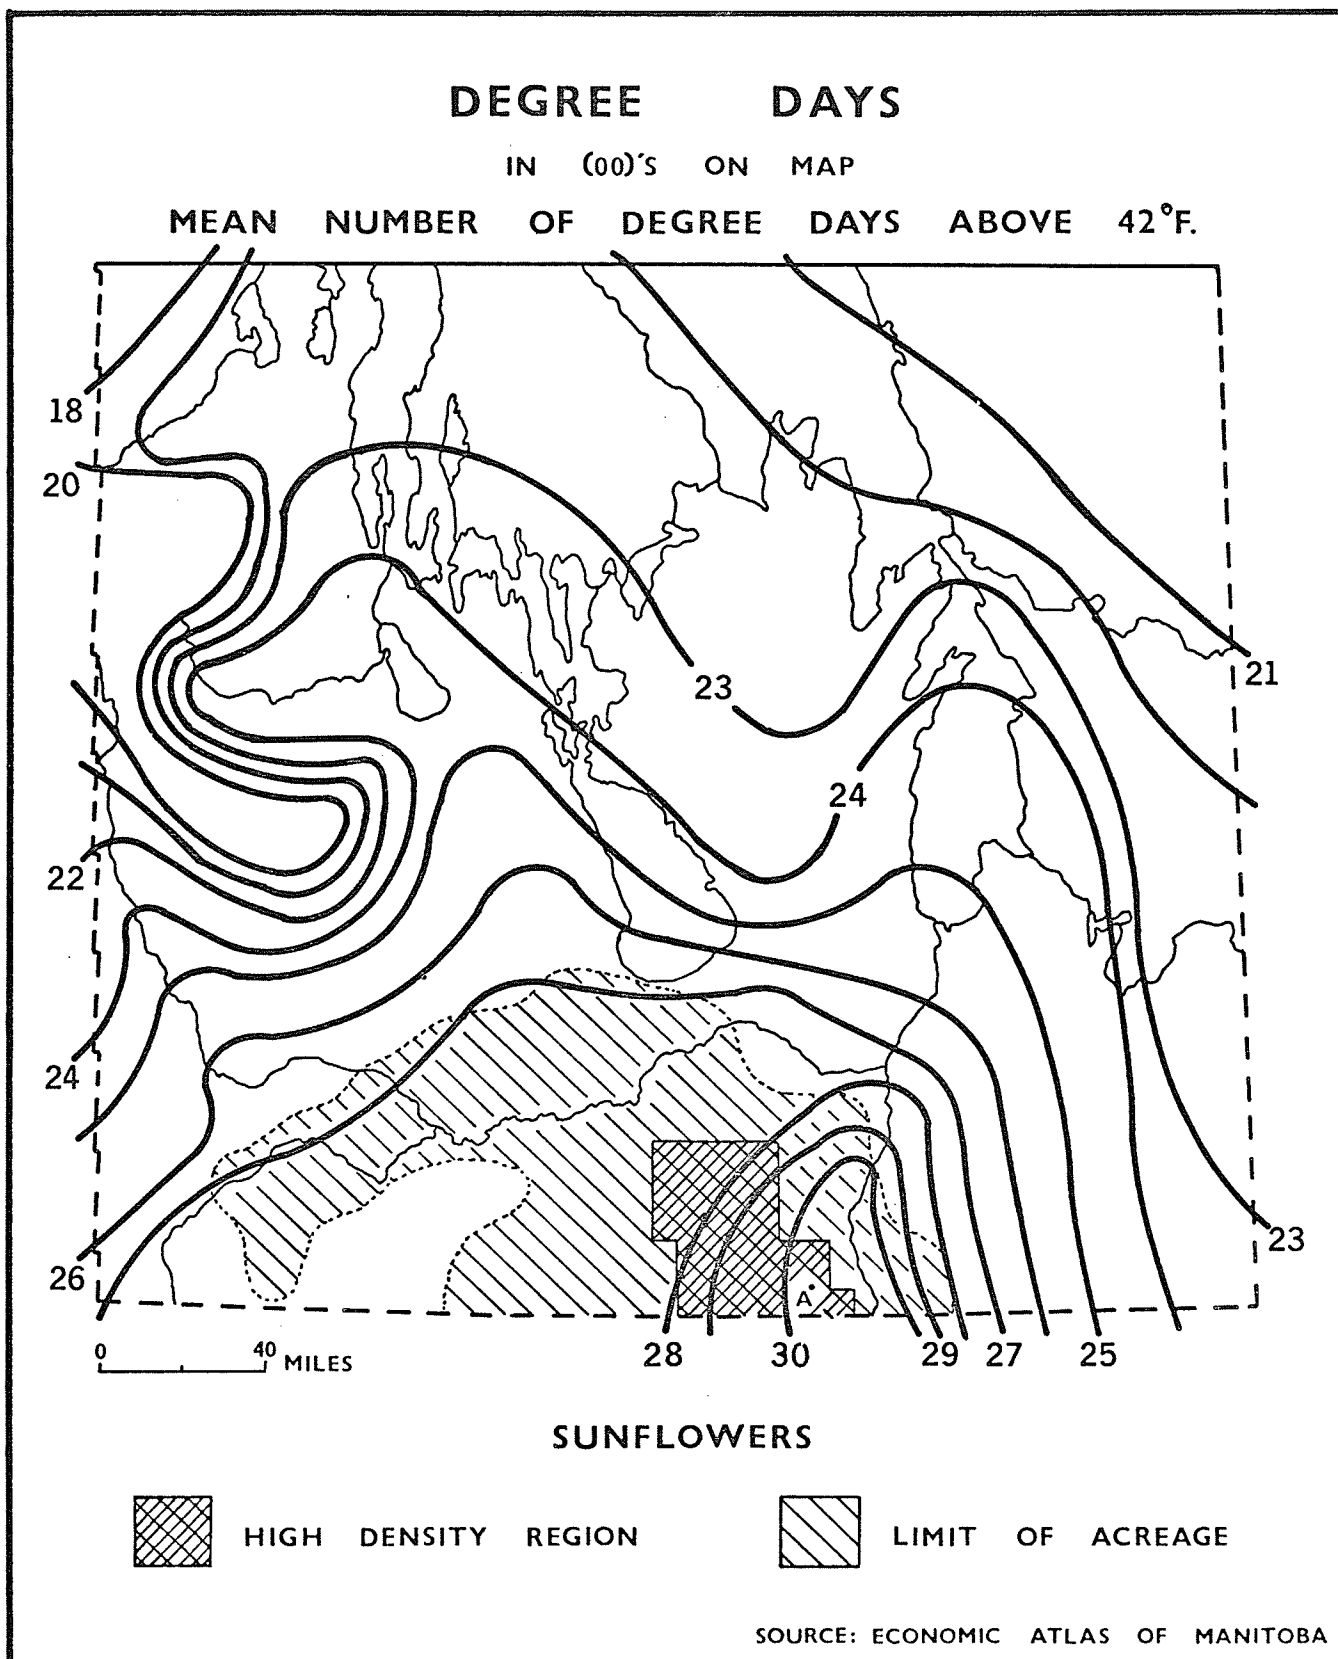 DEGREE DAYS
IN (00)'S ON MAP
MEAN NUMBER OF DEGREE DAYS ABOVE 42°F.
18
20
23
21
24
22
24
26
A
23
0 40 MILES
28 30 29 27 25
SUNFLOWERS
HIGH DENSITY REGION
LIMIT OF ACREAGE
SOURCE: ECONOMIC ATLAS OF MANITOBA